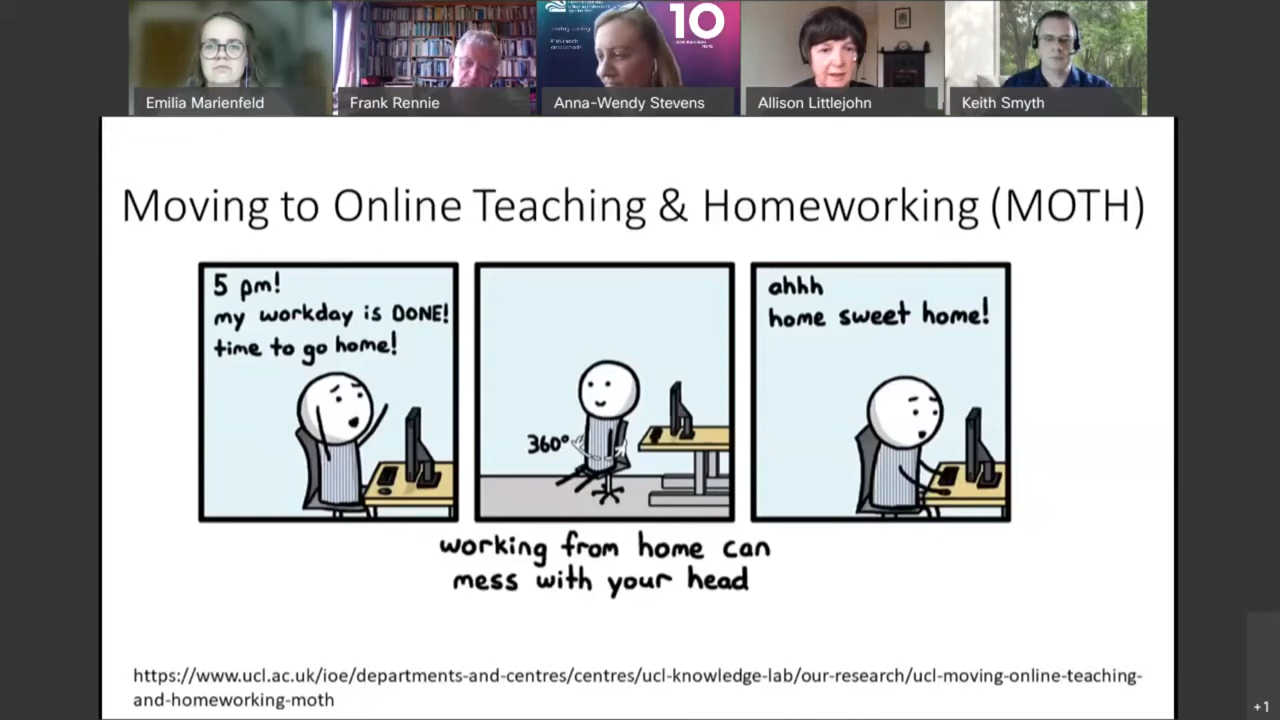 10
Emilia Marienfeld
Frank Rennie
Anna-Wendy Stevens
Allison Littlejohn
Keith Smyth
Moving to Online Teaching & Homeworking (MOTH)
5 pm!
my workday is DONE!
time to go home!
360°
ahhh
home sweet home!
working from home can
mess with your head
https://www.ucl.ac.uk/ioe/departments-and-centres/centres/ucl-knowledge-lab/our-research/ucl-moving-online-teaching-
and-homeworking-moth
+1